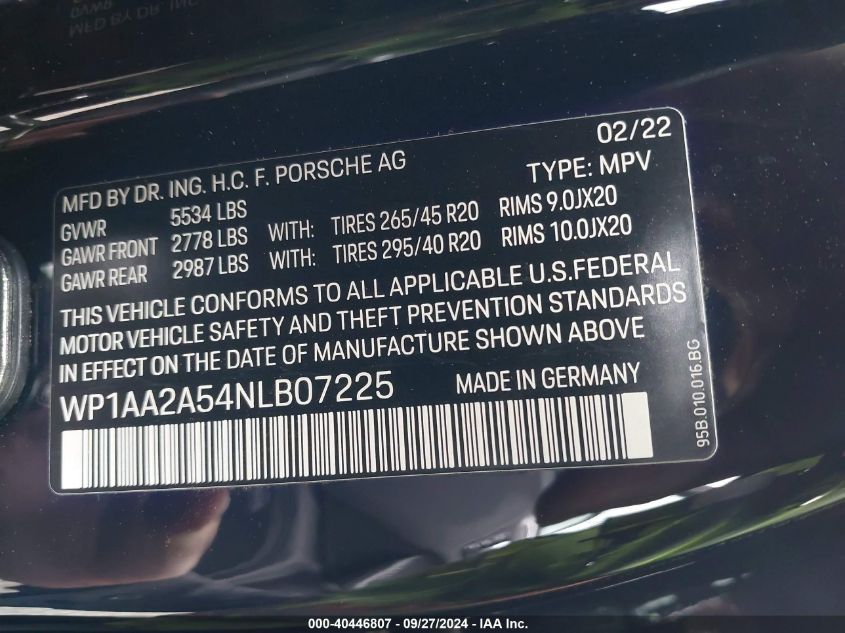 02/22
MFD BY DR. ING. H.C. F. PORSCHE AG TYPE: MPV
GVWR 5534 LBS
GAWR FRONT 2778 LBS WITH: TIRES 265/45 R20 RIMS 9.0JX20
GAWR REAR 2987 LBS WITH: TIRES 295/40 R20 RIMS 10.0JX20
THIS VEHICLE CONFORMS TO ALL APPLICABLE U.S.FEDERAL
MOTOR VEHICLE SAFETY AND THEFT PREVENTION STANDARDS
IN EFFECT ON THE DATE OF MANUFACTURE SHOWN ABOVE
WP1AA2A54NLB07225 MADE IN GERMANY
95B.010.016.BG
000-40446807 - 09/27/2024 - IAA Inc.